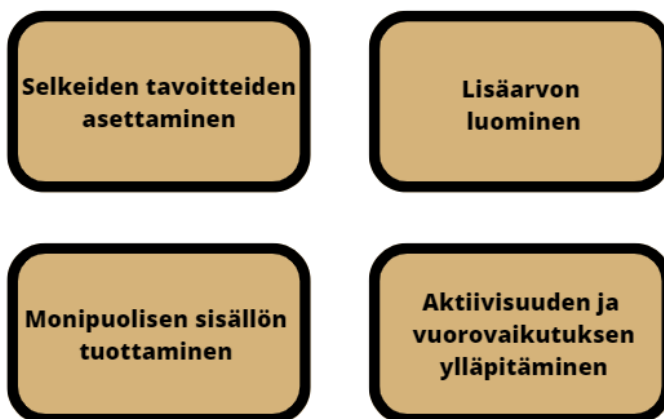 Selkeiden tavoitteiden
asettaminen
Lisäarvon
luominen
Monipuolisen sisällön
tuottaminen
Aktiivisuuden ja
vuorovaikutuksen
ylläpitäminen